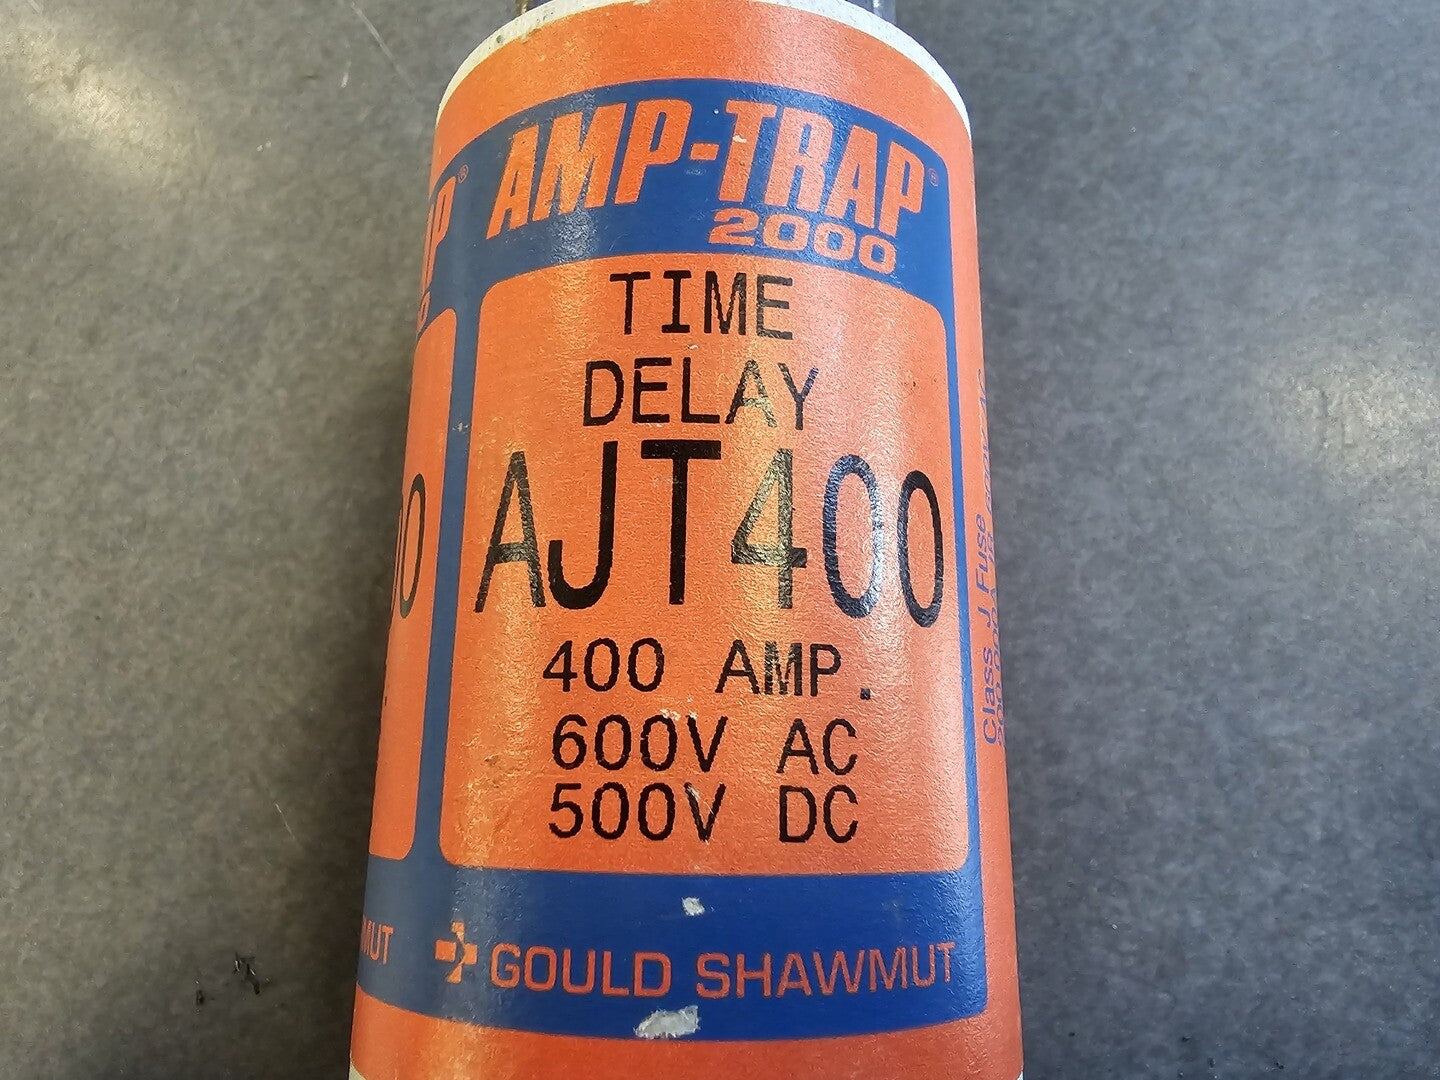 AMP-TRAP®
2000
TIME
DELAY
AJT400
400 AMP.
600V AC
500V DC
GOULD SHAWMUT
Class J Fuse